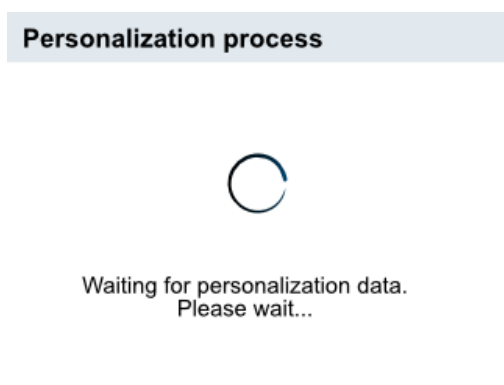 Personalization process
Waiting for personalization data.
Please wait...